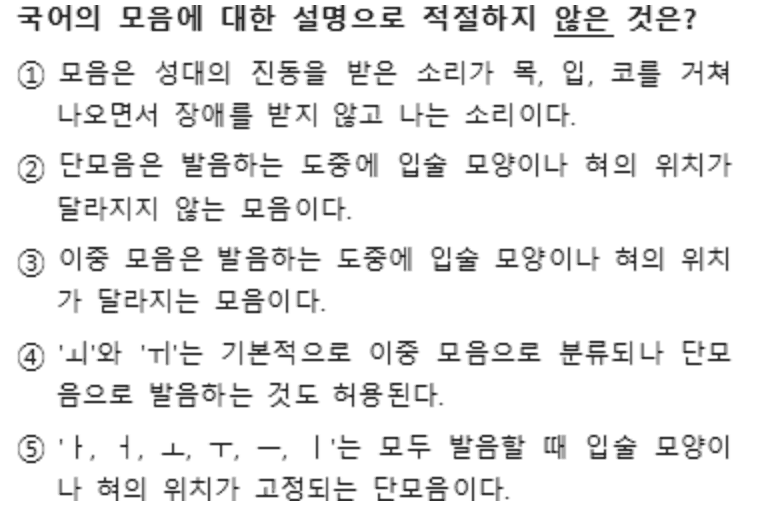 국어의 모음에 대한 설명으로 적절하지 않은 것은?
① 모음은 성대의 진동을 받은 소리가 목, 입, 코를 거쳐
나오면서 장애를 받지 않고 나는 소리이다.
② 단모음은 발음하는 도중에 입술 모양이나 혀의 위치가
달라지지 않는 모음이다.
③ 이중 모음은 발음하는 도중에 입술 모양이나 혀의 위치
가 달라지는 모음이다.
④ 'ㅚ'와 'ㅟ'는 기본적으로 이중 모음으로 분류되나 단모
음으로 발음하는 것도 허용된다.
⑤ 'ㅏ, ㅓ, ㅗ, ㅜ, ㅡ, ㅣ'는 모두 발음할 때 입술 모양이
나 혀의 위치가 고정되는 단모음이다.